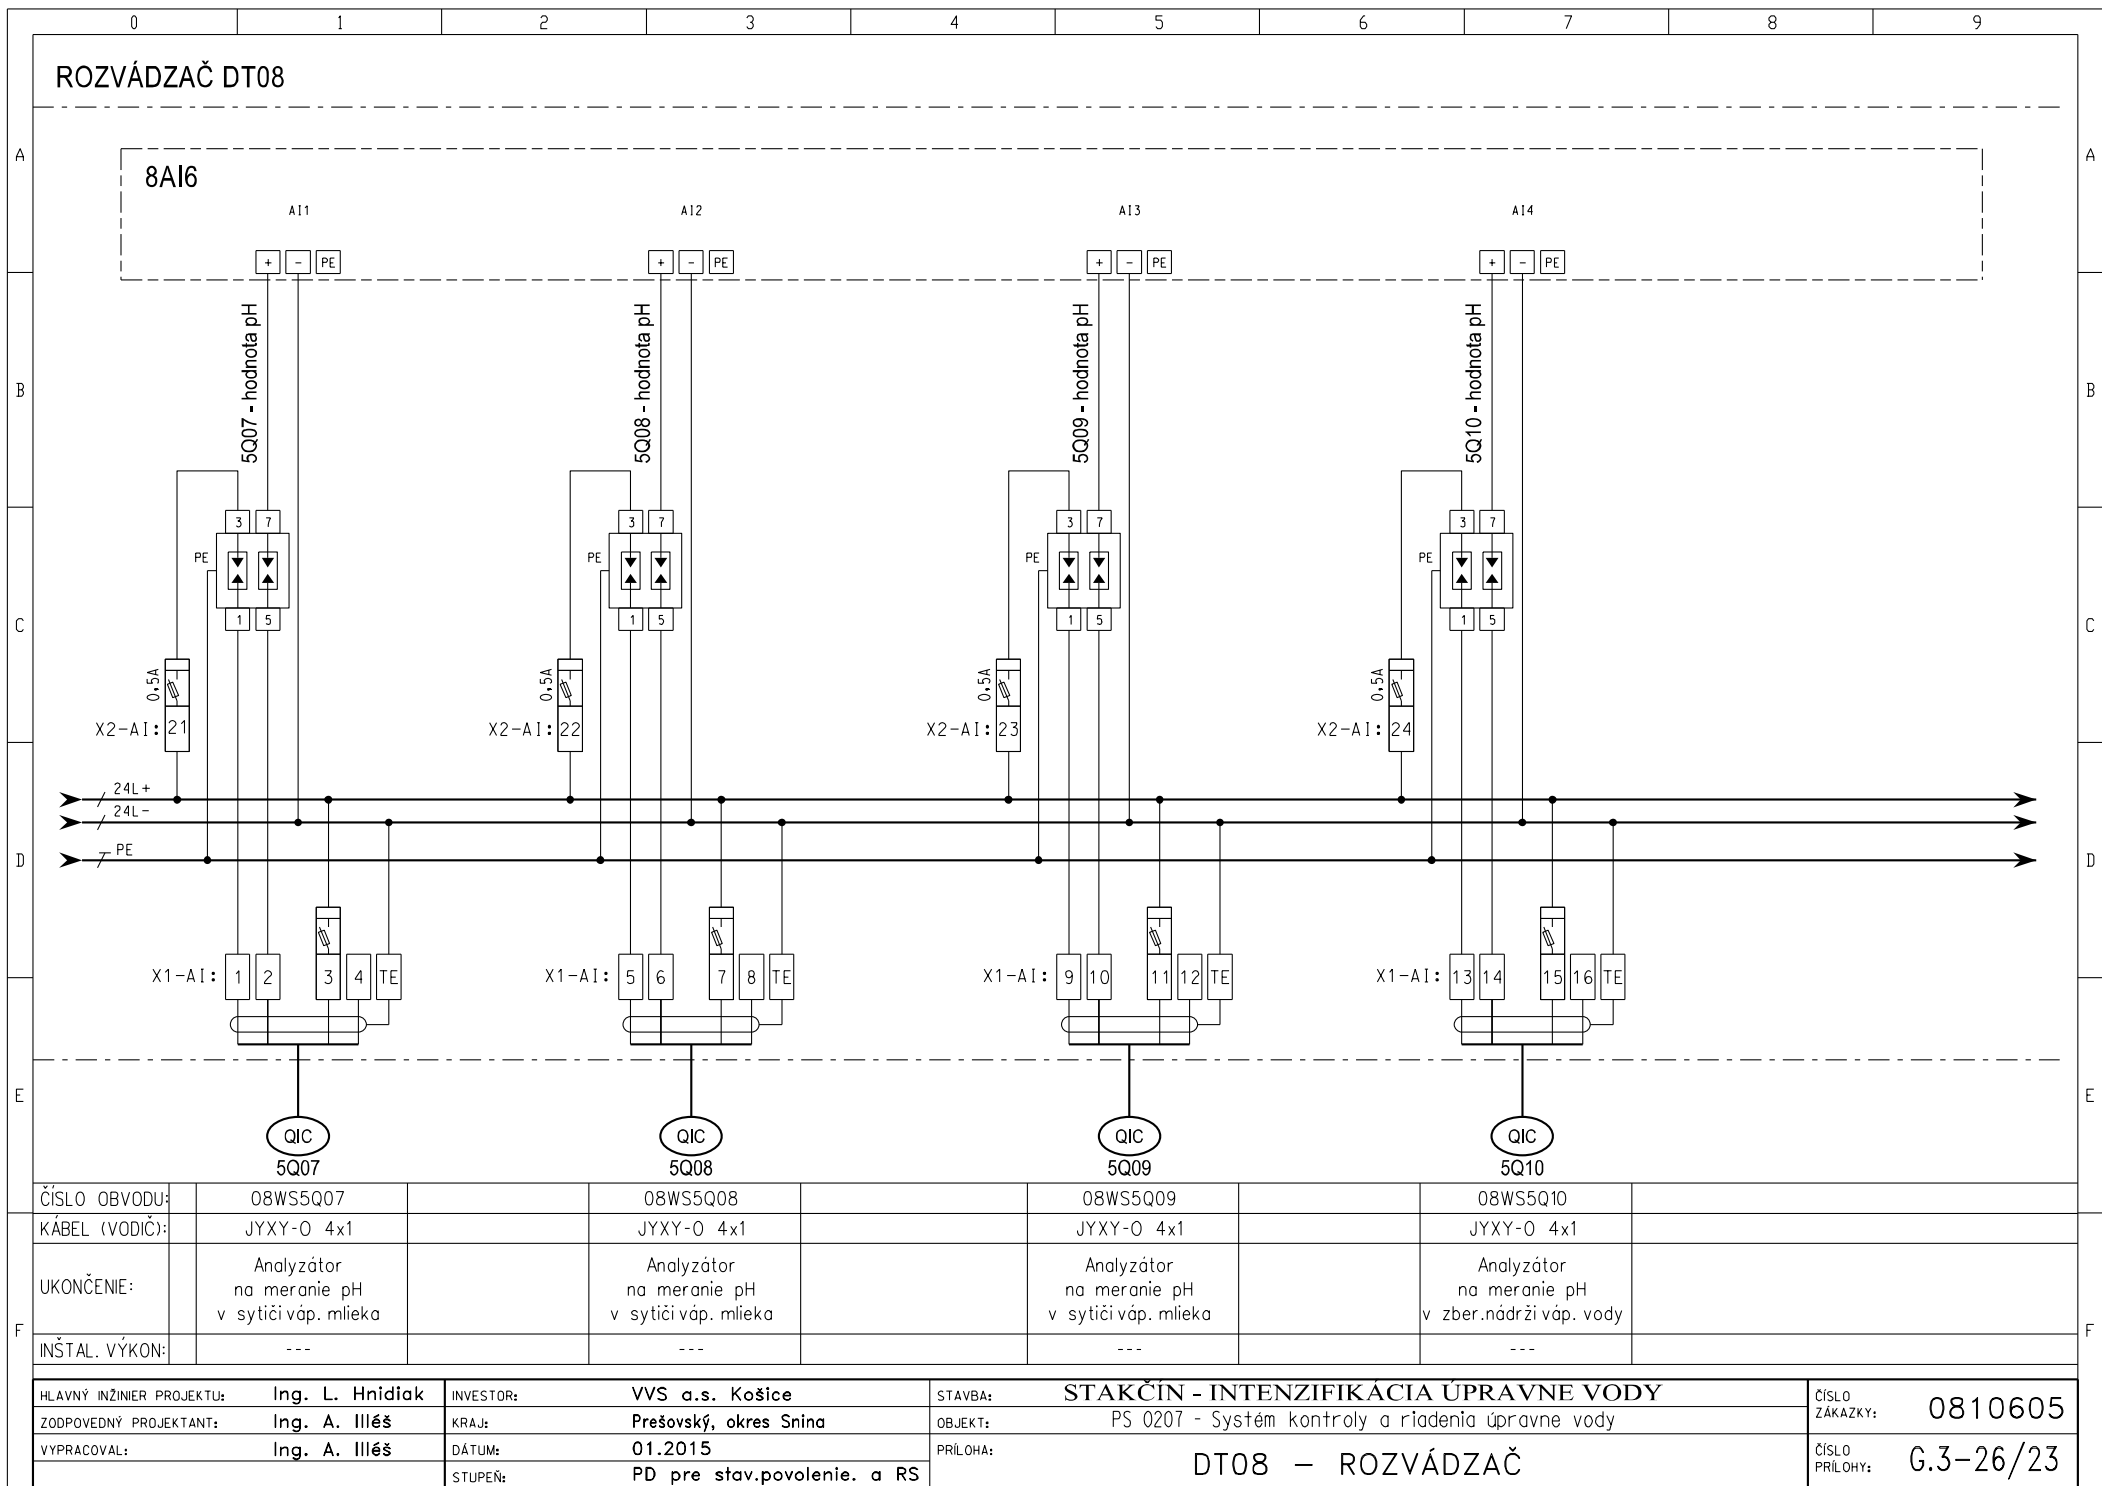 0 1 2 3 4 5 6 7 8 9
ROZVÁDZAČ DT08
A A
8AI6
AI1 AI2 AI3 AI4
+ - PE + - PE + - PE + - PE
5Q07 - hodnota pH 5Q08 - hodnota pH 5Q09 - hodnota pH 5Q10 - hodnota pH
B B
3 7 3 7 3 7 3 7
PE PE PE PE
1 5 1 5 1 5 1 5
C C
0,5A 0,5A 0,5A 0,5A
X2-AI: 21 X2-AI: 22 X2-AI: 23 X2-AI: 24
24L+
24L-
PE
D D
X1-AI: 1 2 3 4 TE X1-AI: 5 6 7 8 TE X1-AI: 9 10 11 12 TE X1-AI: 13 14 15 16 TE
E E
QIC QIC QIC QIC
5Q07 5Q08 5Q09 5Q10
ČÍSLO OBVODU: 08WS5Q07 08WS5Q08 08WS5Q09 08WS5Q10
KÁBEL (VODIČ): JYXY-O 4x1 JYXY-O 4x1 JYXY-O 4x1 JYXY-O 4x1
UKONČENIE:
Analyzátor
na meranie pH
v sytiči váp. mlieka
Analyzátor
na meranie pH
v sytiči váp. mlieka
Analyzátor
na meranie pH
v sytiči váp. mlieka
Analyzátor
na meranie pH
v zber.nádrži váp. vody
F F
INŠTAL. VÝKON: --- --- --- ---
HLAVNÝ INŽINIER PROJEKTU: Ing. L. Hnidiak
ZODPOVEDNÝ PROJEKTANT: Ing. A. Illéš
VYPRACOVAL: Ing. A. Illéš
INVESTOR: VVS a.s. Košice
KRAJ: Prešovský, okres Snina
DÁTUM: 01.2015
STUPEŇ: PD pre stav.povolenie. a RS
STAVBA: STAKČÍN - INTENZIFIKÁCIA ÚPRAVNE VODY
OBJEKT: PS 0207 - Systém kontroly a riadenia úpravne vody
PRÍLOHA: DT08 – ROZVÁDZAČ
ČÍSLO
ZÁKAZKY: 0810605
ČÍSLO
PRÍLOHY: G.3-26/23